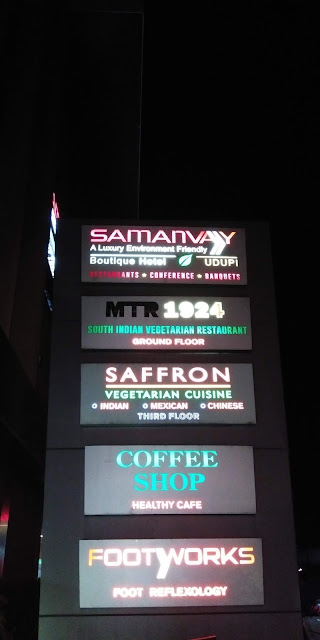 SAMANVAY
A Luxury Environment Friendly
Boutique Hotel UDUPI
RESTAURANTS CONFERENCE BANQUETS
MTR 1924
SOUTH INDIAN VEGETARIAN RESTAURANT
GROUND FLOOR
SAFFRON
VEGETARIAN CUISINE
INDIAN MEXICAN CHINESE
THIRD FLOOR
COFFEE
SHOP
HEALTHY CAFE
FOOTYWORKS
FOOT REFLEXOLOGY